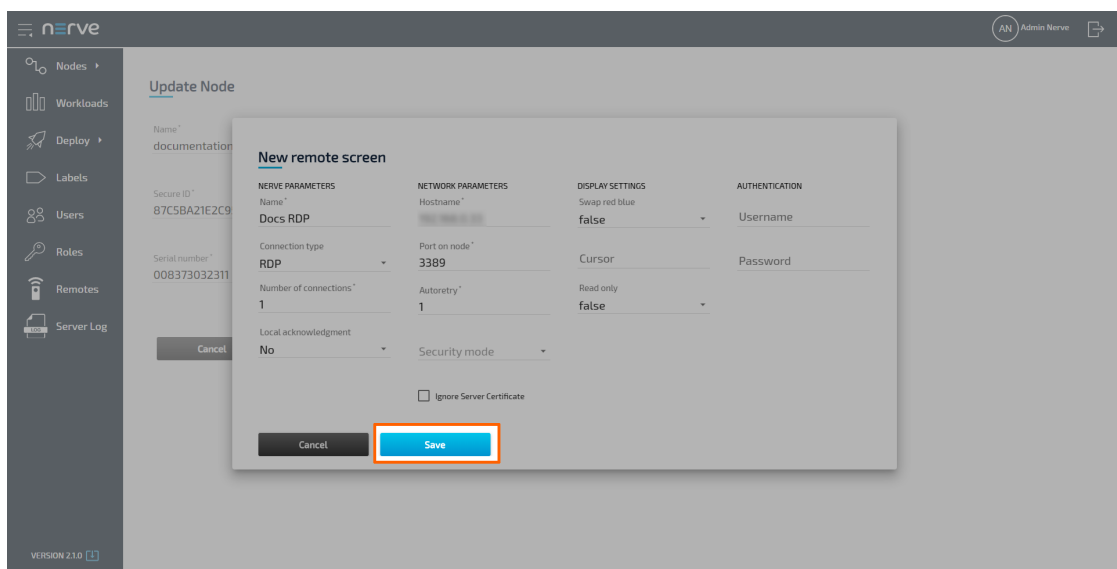 nerve
AN Admin Nerve
Nodes
Workloads
Deploy
Labels
Users
Roles
Remotes
LOG Server Log
VERSION 2.1.0
Update Node
Name*
documentation
Secure ID*
87C5BA21E2C9
Serial number*
008373032311
Cancel
New remote screen
NERVE PARAMETERS
Name*
Docs RDP
Connection type
RDP
Number of connections*
1
Local acknowledgment
No
NETWORK PARAMETERS
Hostname*
Port on node*
3389
Autoretry*
1
Security mode
Ignore Server Certificate
DISPLAY SETTINGS
Swap red blue
false
Cursor
Read only
false
AUTHENTICATION
Username
Password
Cancel
Save